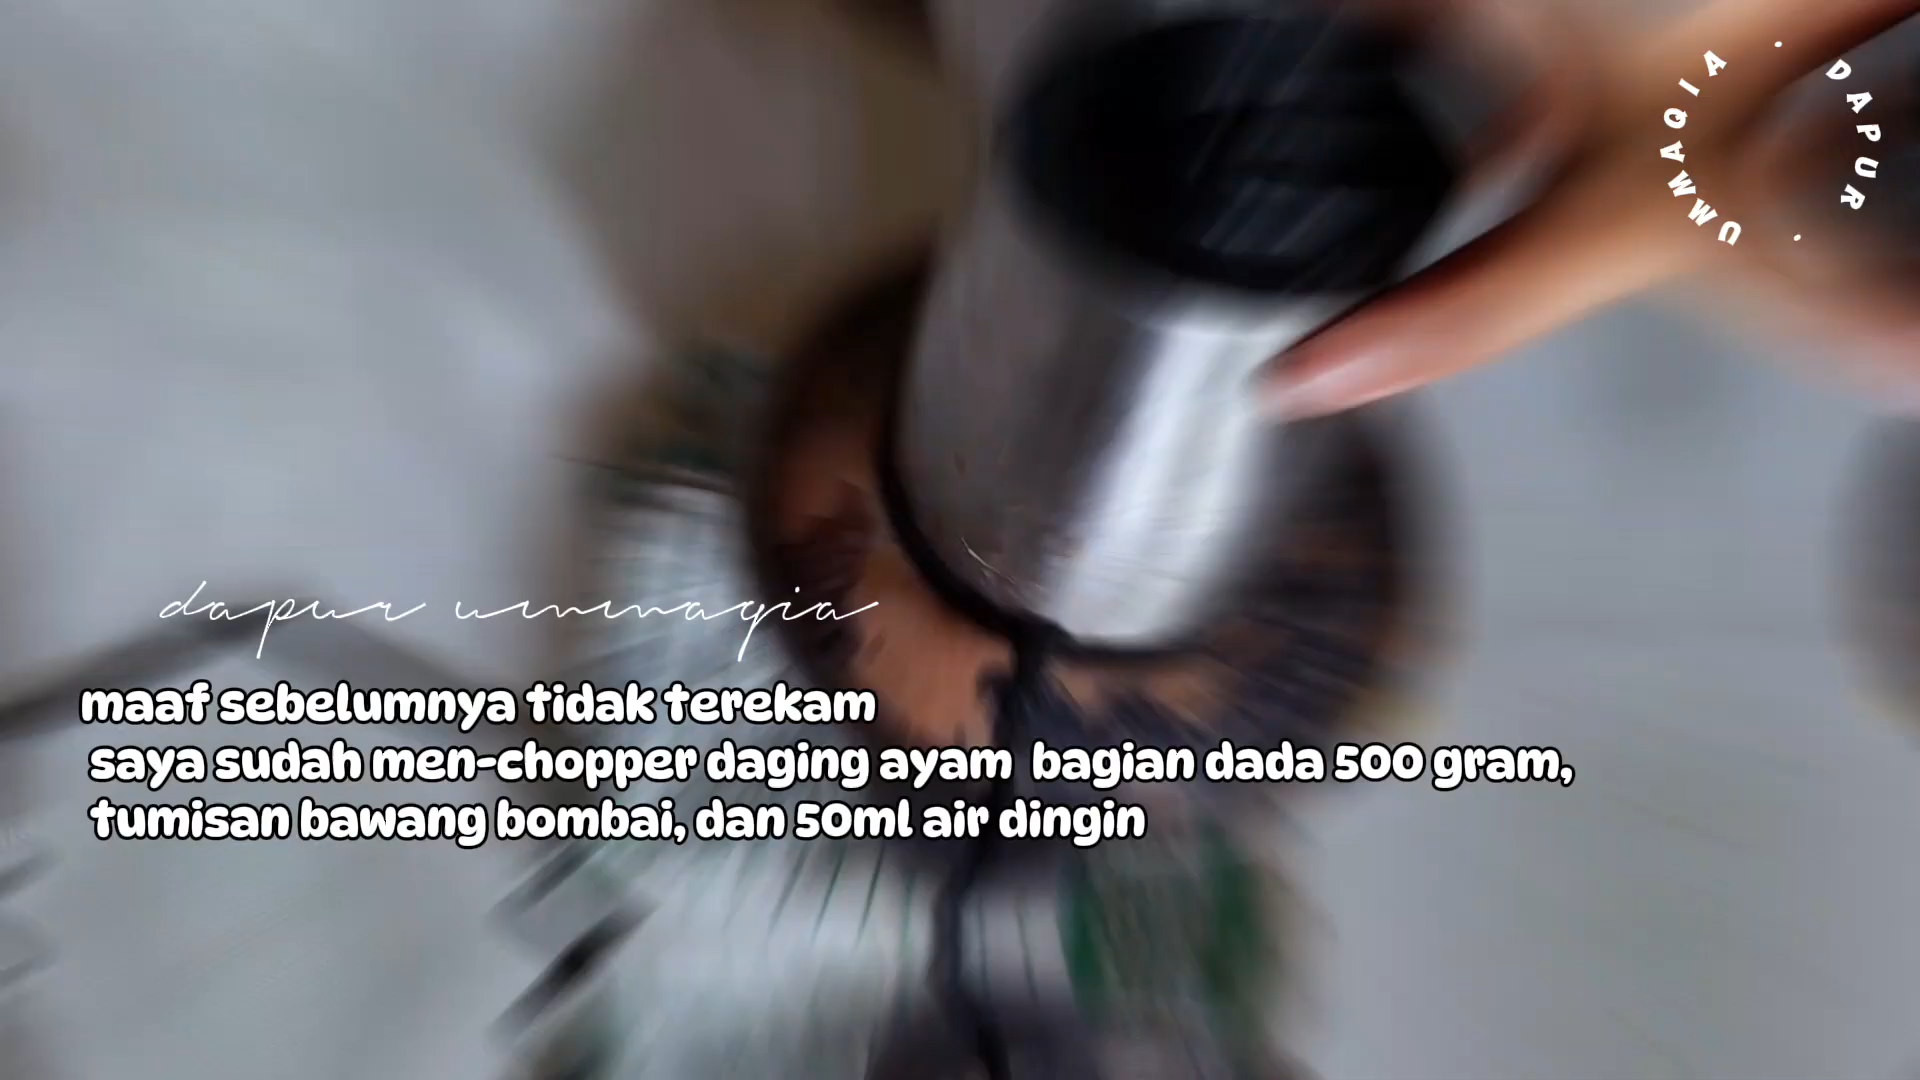 DAPUR · UMMAQIA ·
dapur ummaqia
maaf sebelumnya tidak terekam
saya sudah men-chopper daging ayam bagian dada 500 gram,
tumisan bawang bombai, dan 50ml air dingin